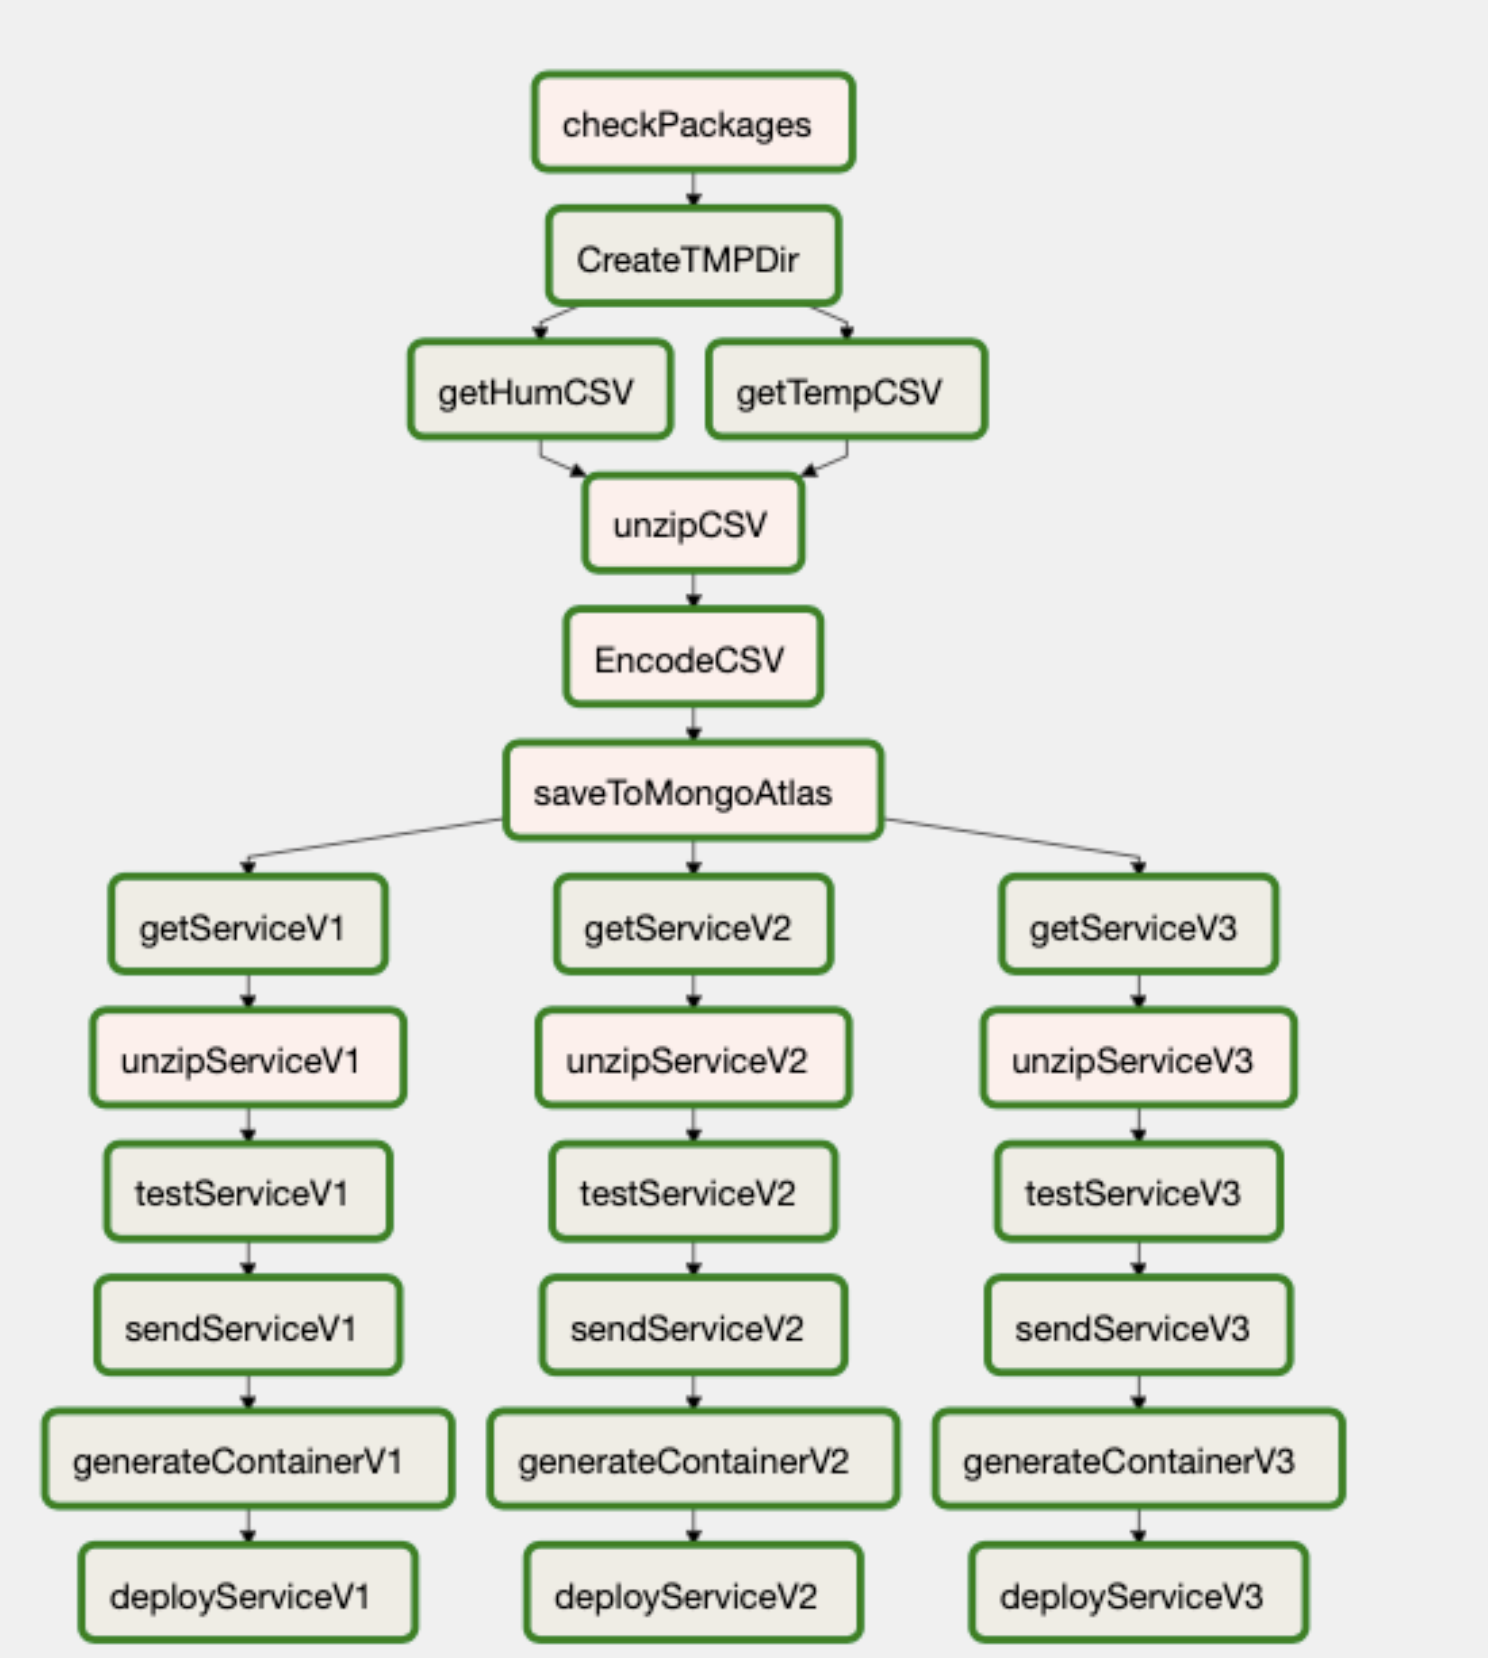 checkPackages
CreateTMPDir
getHumCSV
getTempCSV
unzipCSV
EncodeCSV
saveToMongoAtlas
getServiceV1
getServiceV2
getServiceV3
unzipServiceV1
unzipServiceV2
unzipServiceV3
testServiceV1
testServiceV2
testServiceV3
sendServiceV1
sendServiceV2
sendServiceV3
generateContainerV1
generateContainerV2
generateContainerV3
deployServiceV1
deployServiceV2
deployServiceV3